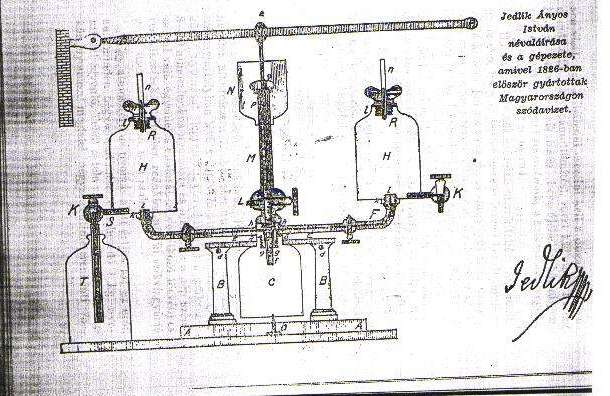 Jedlik Ányos
István
névaláírása
és a gépezete,
amivel 1826-ban
először gyártottak
Magyarországon
szódavizet.
e
n
n
N
P
t
R
t
R
H
M
H
L
K
L
K
S
F
T
d
d
B
C
B
A
O
A
Jedlik